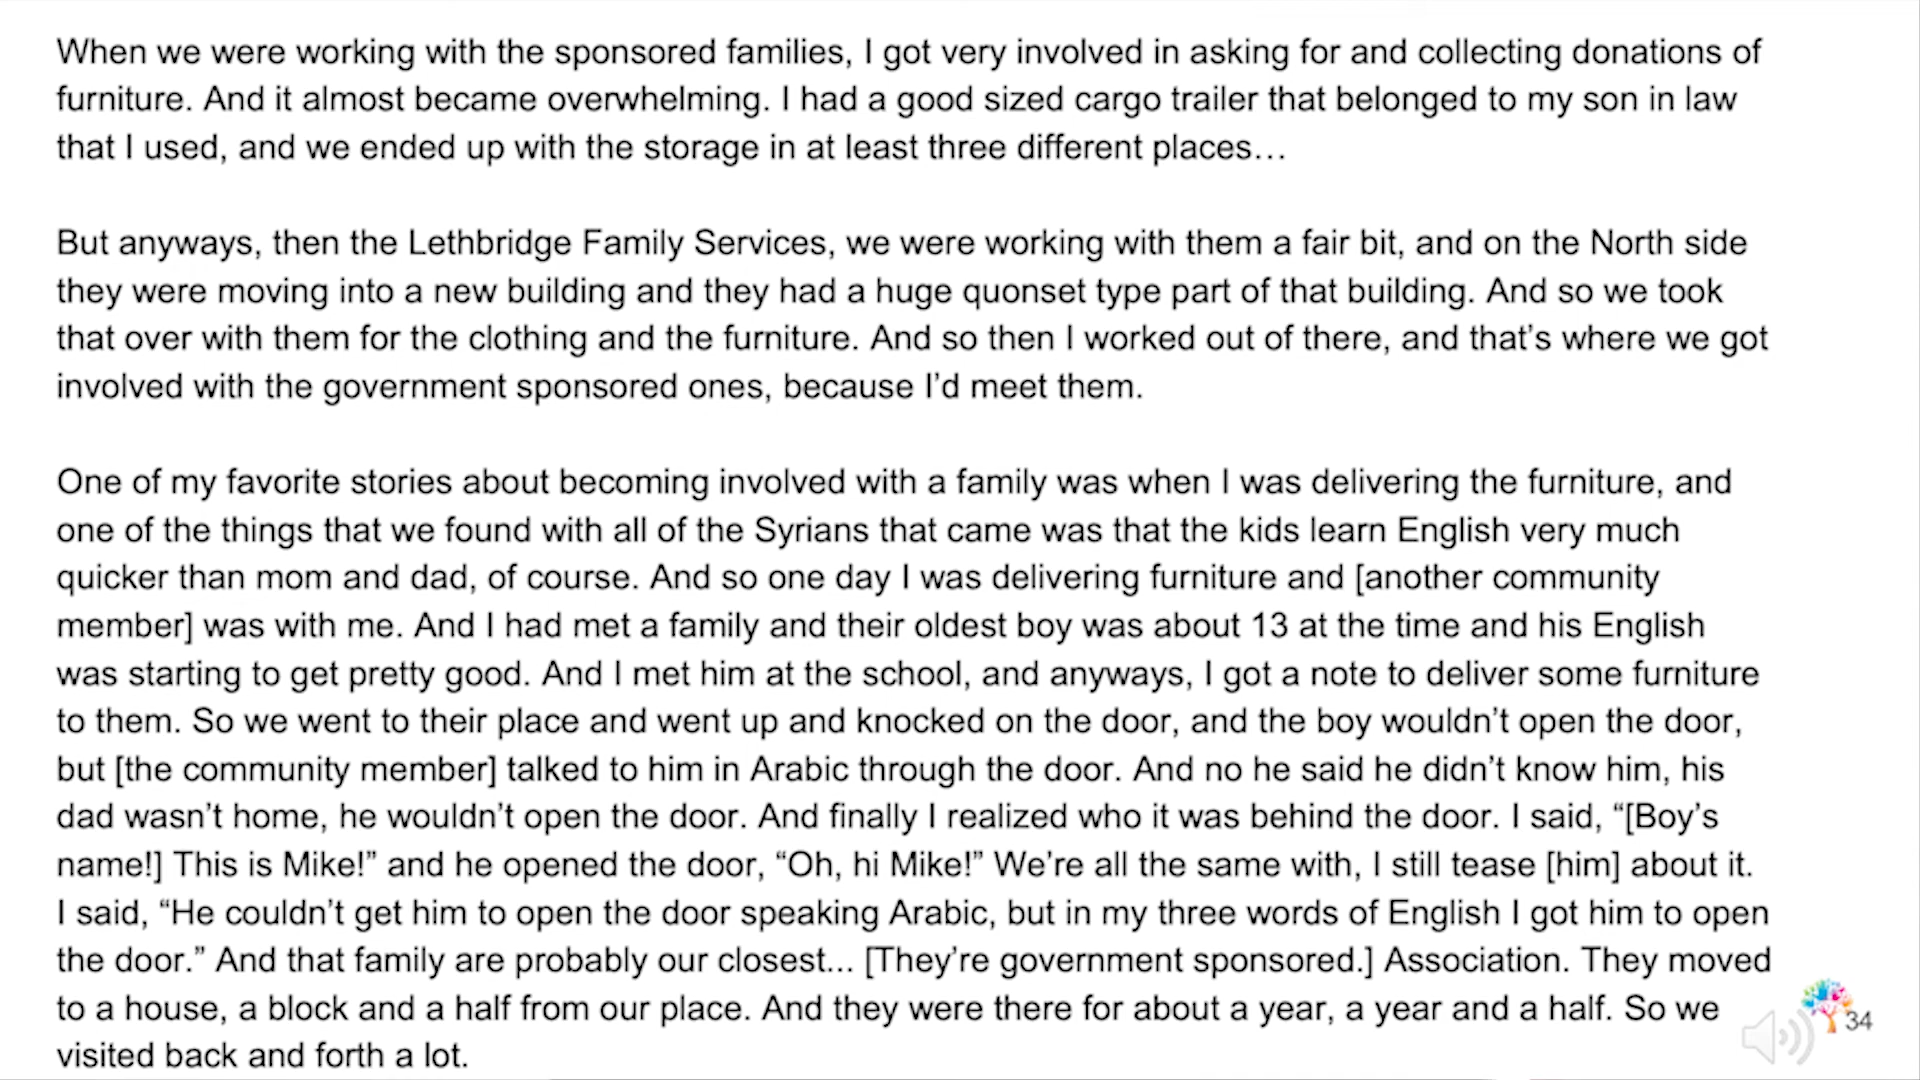 When we were working with the sponsored families, I got very involved in asking for and collecting donations of
furniture. And it almost became overwhelming. I had a good sized cargo trailer that belonged to my son in law
that I used, and we ended up with the storage in at least three different places…
But anyways, then the Lethbridge Family Services, we were working with them a fair bit, and on the North side
they were moving into a new building and they had a huge quonset type part of that building. And so we took
that over with them for the clothing and the furniture. And so then I worked out of there, and that’s where we got
involved with the government sponsored ones, because I’d meet them.
One of my favorite stories about becoming involved with a family was when I was delivering the furniture, and
one of the things that we found with all of the Syrians that came was that the kids learn English very much
quicker than mom and dad, of course. And so one day I was delivering furniture and [another community
member] was with me. And I had met a family and their oldest boy was about 13 at the time and his English
was starting to get pretty good. And I met him at the school, and anyways, I got a note to deliver some furniture
to them. So we went to their place and went up and knocked on the door, and the boy wouldn’t open the door,
but [the community member] talked to him in Arabic through the door. And no he said he didn’t know him, his
dad wasn’t home, he wouldn’t open the door. And finally I realized who it was behind the door. I said, “[Boy’s
name!] This is Mike!” and he opened the door, “Oh, hi Mike!” We’re all the same with, I still tease [him] about it.
I said, “He couldn’t get him to open the door speaking Arabic, but in my three words of English I got him to open
the door.” And that family are probably our closest... [They’re government sponsored.] Association. They moved
to a house, a block and a half from our place. And they were there for about a year, a year and a half. So we
visited back and forth a lot.
34